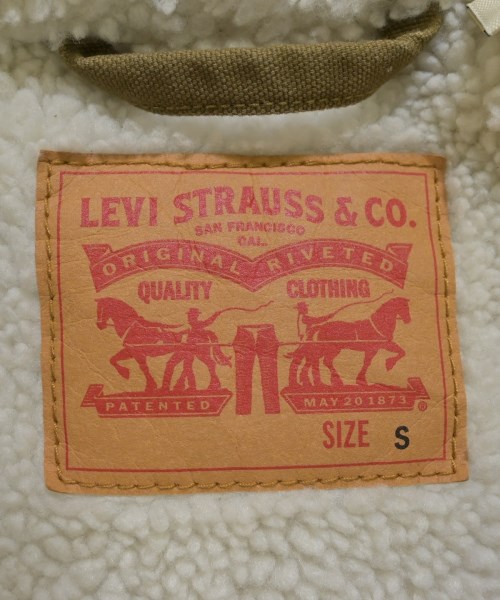 LEVI STRAUSS & CO.
SAN FRANCISCO
CAL.
ORIGINAL RIVETED
QUALITY CLOTHING
PATENTED MAY 20 1873 ®
SIZE S